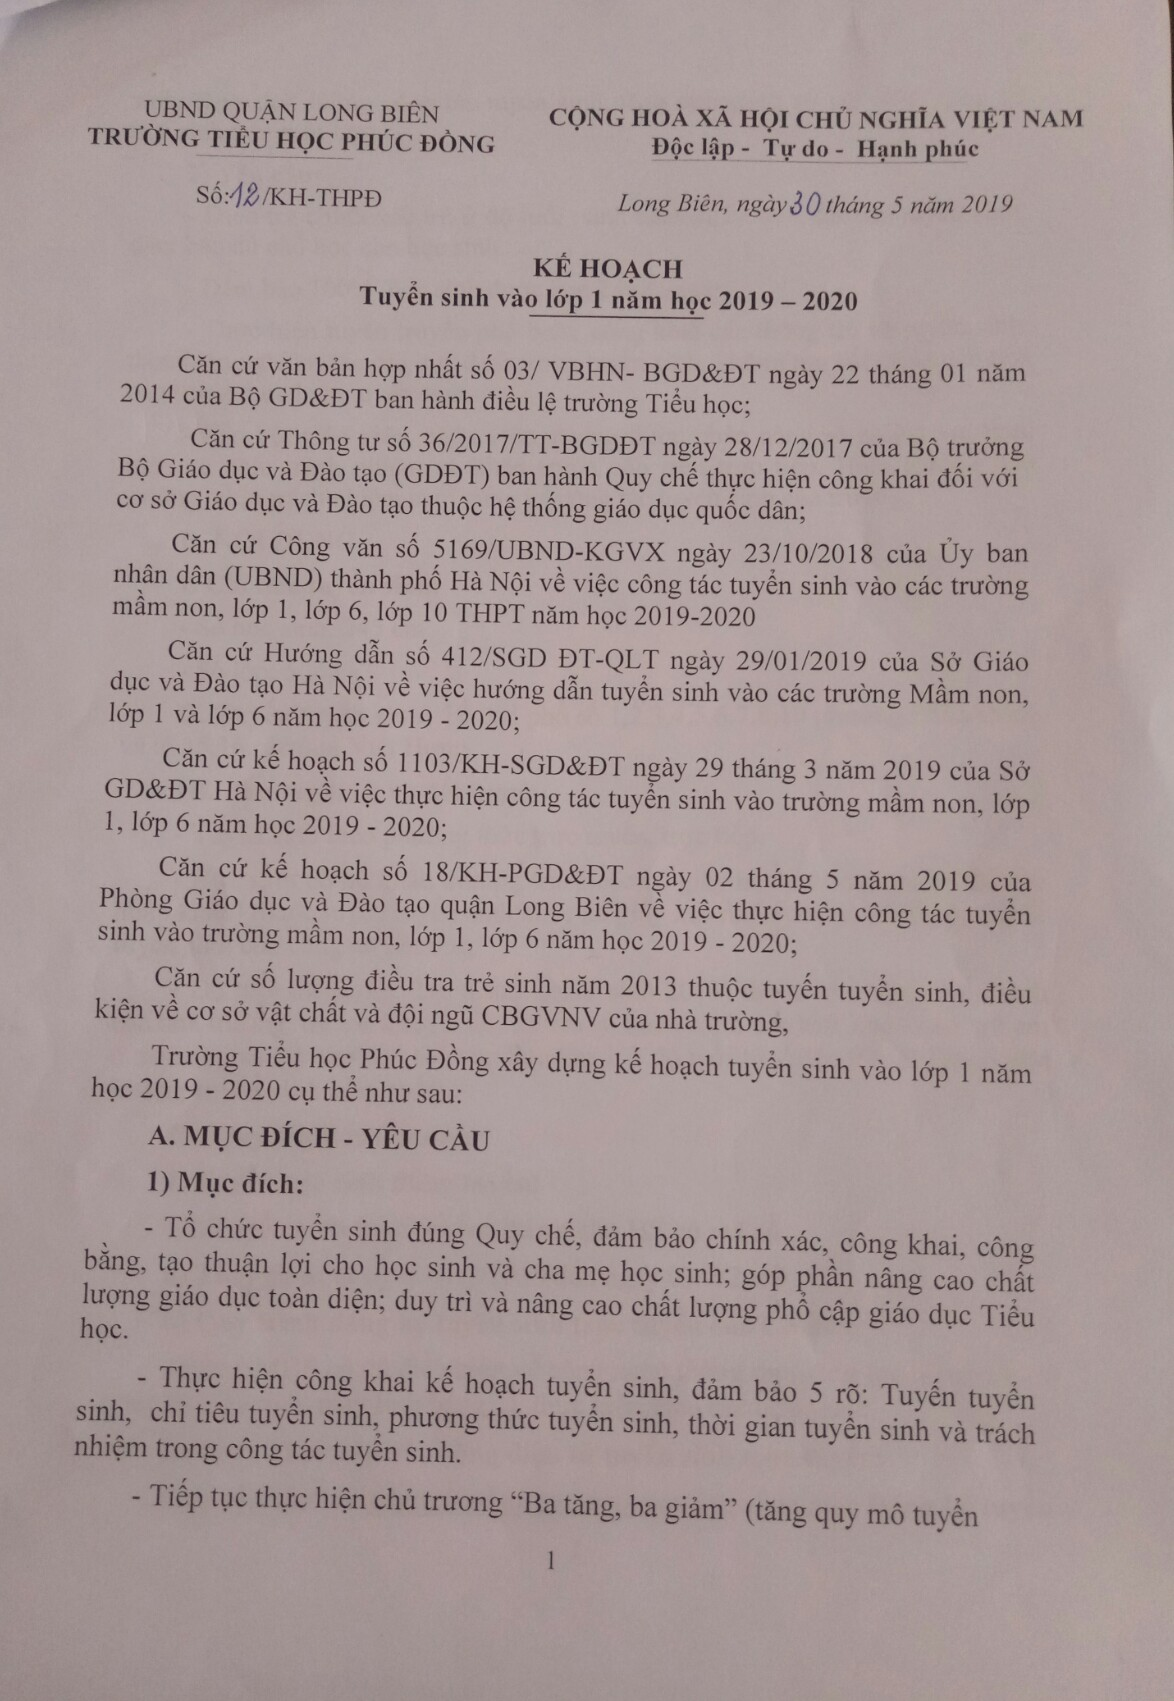 UBND QUẬN LONG BIÊN
TRƯỜNG TIỂU HỌC PHÚC ĐỒNG
Số:12/KH-THPĐ
CỘNG HOÀ XÃ HỘI CHỦ NGHĨA VIỆT NAM
Độc lập - Tự do - Hạnh phúc
Long Biên, ngày 30 tháng 5 năm 2019
KẾ HOẠCH
Tuyển sinh vào lớp 1 năm học 2019 – 2020
Căn cứ văn bản hợp nhất số 03/ VBHN- BGD&ĐT ngày 22 tháng 01 năm
2014 của Bộ GD&ĐT ban hành điều lệ trường Tiểu học;
Căn cứ Thông tư số 36/2017/TT-BGDĐT ngày 28/12/2017 của Bộ trưởng
Bộ Giáo dục và Đào tạo (GDĐT) ban hành Quy chế thực hiện công khai đối với
cơ sở Giáo dục và Đào tạo thuộc hệ thống giáo dục quốc dân;
Căn cứ Công văn số 5169/UBND-KGVX ngày 23/10/2018 của Ủy ban
nhân dân (UBND) thành phố Hà Nội về việc công tác tuyển sinh vào các trường
mầm non, lớp 1, lớp 6, lớp 10 THPT năm học 2019-2020
Căn cứ Hướng dẫn số 412/SGD ĐT-QLT ngày 29/01/2019 của Sở Giáo
dục và Đào tạo Hà Nội về việc hướng dẫn tuyển sinh vào các trường Mầm non,
lớp 1 và lớp 6 năm học 2019 - 2020;
Căn cứ kế hoạch số 1103/KH-SGD&ĐT ngày 29 tháng 3 năm 2019 của Sở
GD&ĐT Hà Nội về việc thực hiện công tác tuyển sinh vào trường mầm non, lớp
1, lớp 6 năm học 2019 - 2020;
Căn cứ kế hoạch số 18/KH-PGD&ĐT ngày 02 tháng 5 năm 2019 của
Phòng Giáo dục và Đào tạo quận Long Biên về việc thực hiện công tác tuyển
sinh vào trường mầm non, lớp 1, lớp 6 năm học 2019 - 2020;
Căn cứ số lượng điều tra trẻ sinh năm 2013 thuộc tuyến tuyển sinh, điều
kiện về cơ sở vật chất và đội ngũ CBGVNV của nhà trường,
Trường Tiểu học Phúc Đồng xây dựng kế hoạch tuyển sinh vào lớp 1 năm
học 2019 - 2020 cụ thể như sau:
A. MỤC ĐÍCH - YÊU CẦU
1) Mục đích:
- Tổ chức tuyển sinh đúng Quy chế, đảm bảo chính xác, công khai, công
bằng, tạo thuận lợi cho học sinh và cha mẹ học sinh; góp phần nâng cao chất
lượng giáo dục toàn diện; duy trì và nâng cao chất lượng phổ cập giáo dục Tiểu
học.
- Thực hiện công khai kế hoạch tuyển sinh, đảm bảo 5 rõ: Tuyến tuyển
sinh, chỉ tiêu tuyển sinh, phương thức tuyển sinh, thời gian tuyển sinh và trách
nhiệm trong công tác tuyển sinh.
- Tiếp tục thực hiện chủ trương “Ba tăng, ba giảm” (tăng quy mô tuyển
1